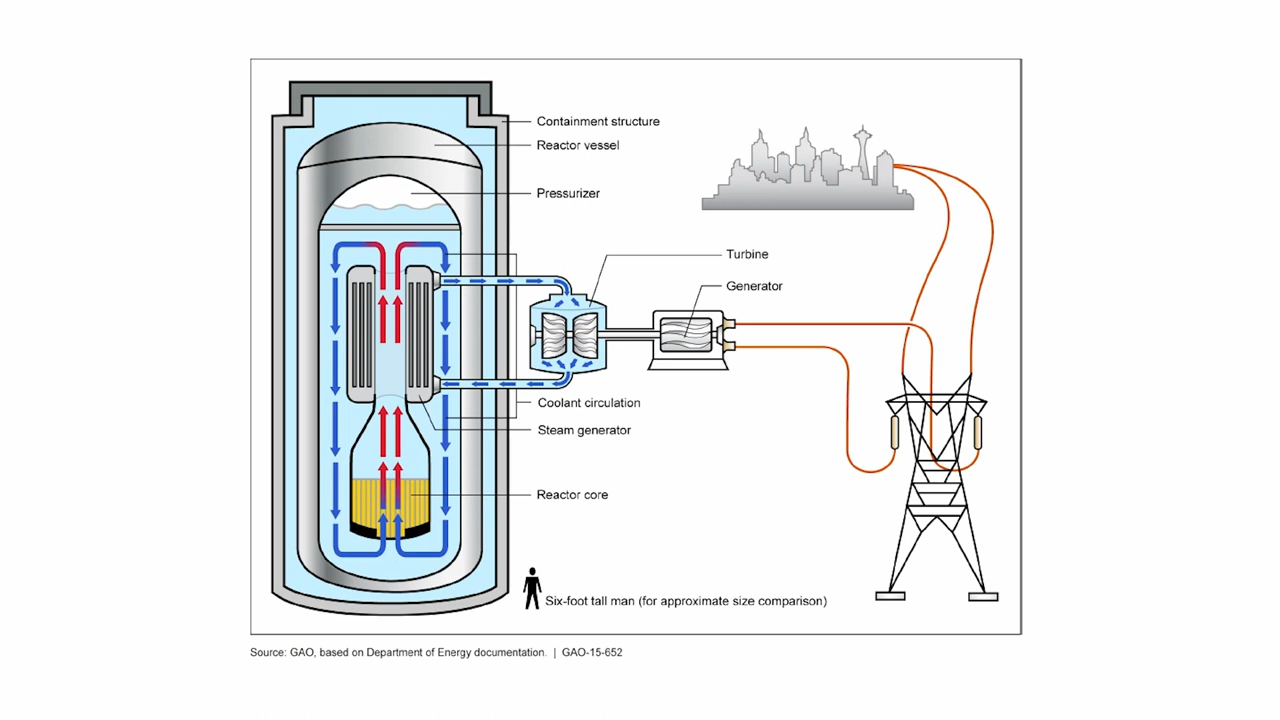 Containment structure
Reactor vessel
Pressurizer
Turbine
Generator
Coolant circulation
Steam generator
Reactor core
Six-foot tall man (for approximate size comparison)
Source: GAO, based on Department of Energy documentation. | GAO-15-652